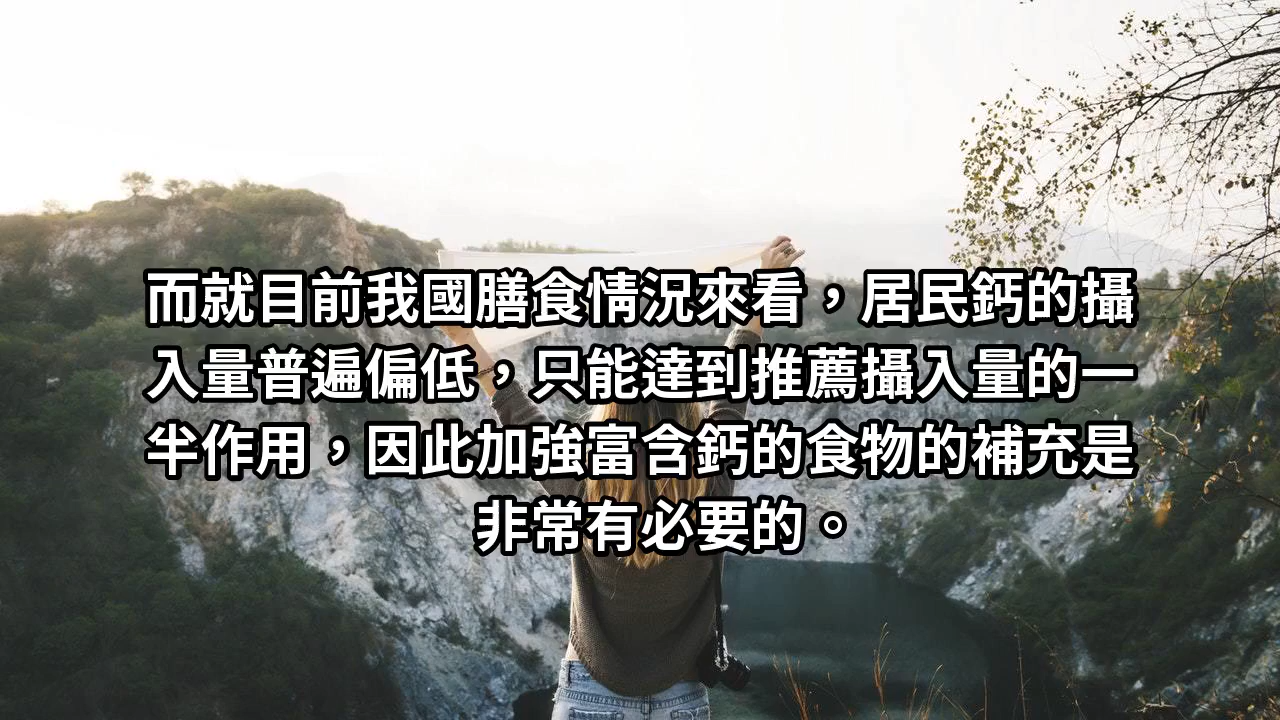 而就目前我國膳食情況來看，居民鈣的攝
入量普遍偏低，只能達到推薦攝入量的一
半作用，因此加強富含鈣的食物的補充是
非常有必要的。